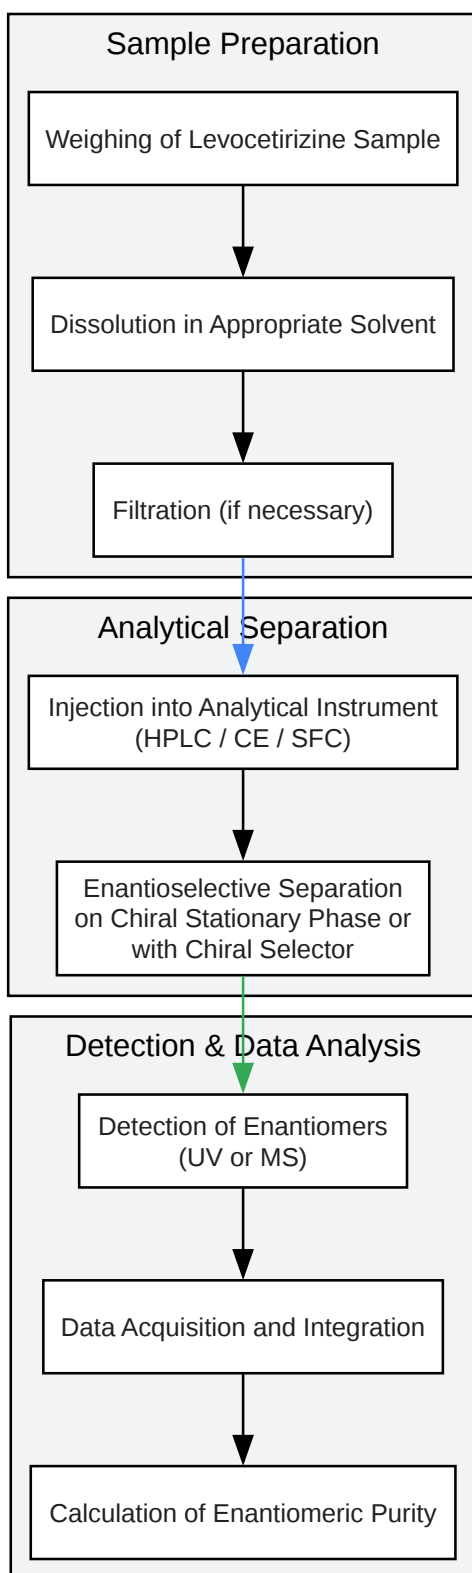 Sample Preparation
Weighing of Levocetirizine Sample
Dissolution in Appropriate Solvent
Filtration (if necessary)
Analytical Separation
Injection into Analytical Instrument
(HPLC / CE / SFC)
Enantioselective Separation
on Chiral Stationary Phase or
with Chiral Selector
Detection & Data Analysis
Detection of Enantiomers
(UV or MS)
Data Acquisition and Integration
Calculation of Enantiomeric Purity